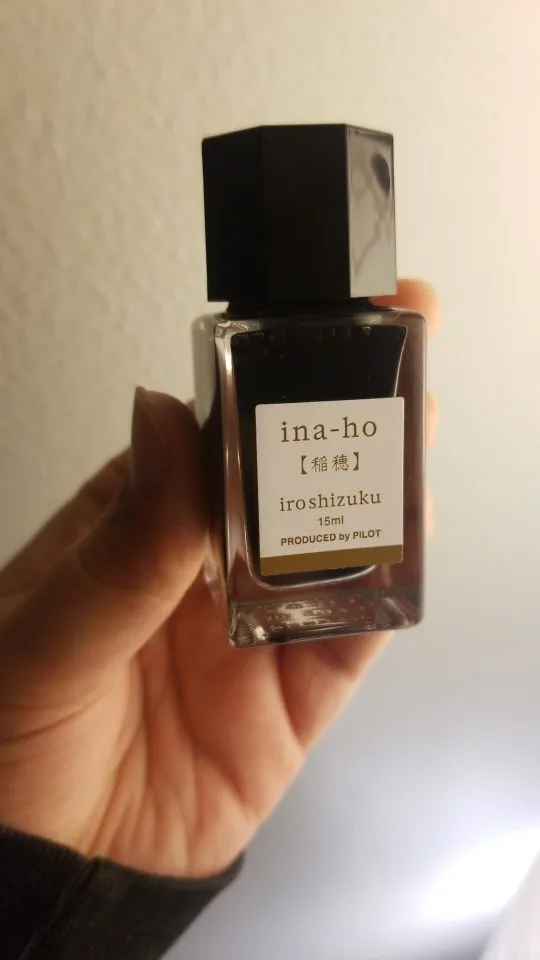 ina-ho
【稲穂】
iroshizuku
15ml
PRODUCED by PILOT